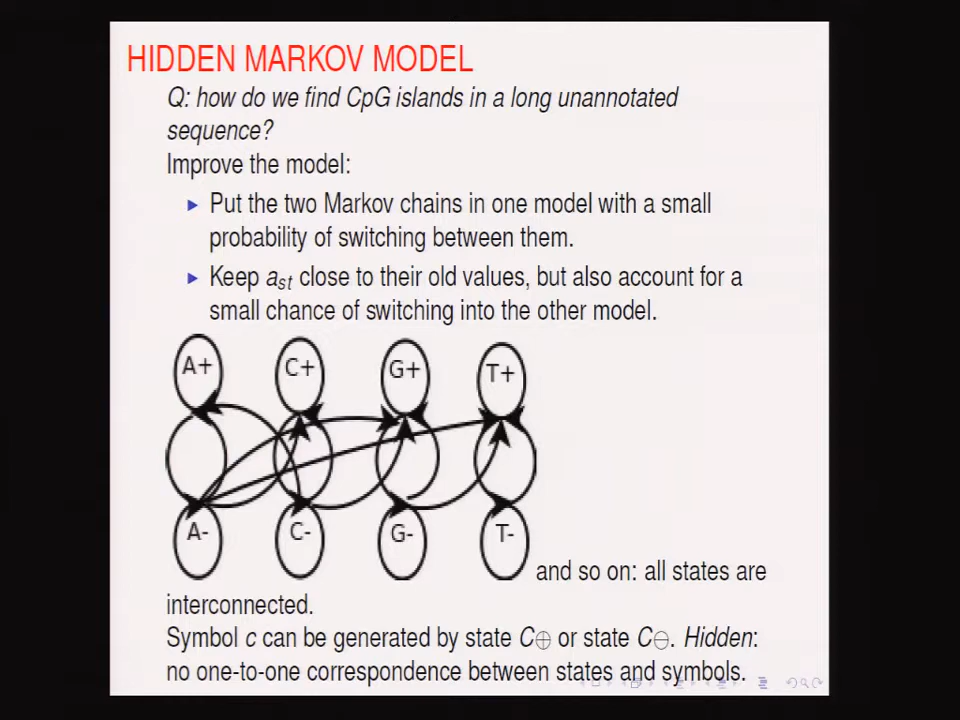 HIDDEN MARKOV MODEL
Q: how do we find CpG islands in a long unannotated
sequence?
Improve the model:
Put the two Markov chains in one model with a small
probability of switching between them.
Keep a_st close to their old values, but also account for a
small chance of switching into the other model.
A+ C+ G+ T+
A- C- G- T-
and so on: all states are
interconnected.
Symbol c can be generated by state C⊕ or state C⊖. Hidden:
no one-to-one correspondence between states and symbols.